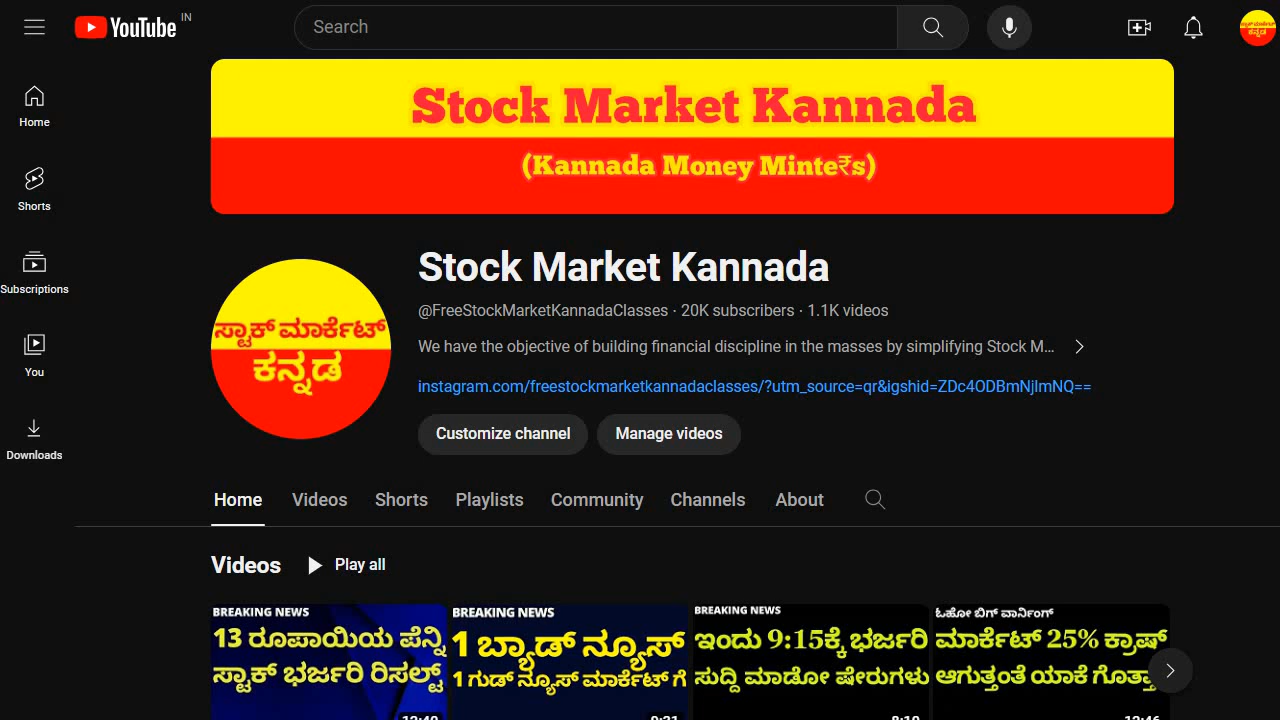 YouTube IN
Search
Home
Shorts
Subscriptions
You
Downloads
Stock Market Kannada
(Kannada Money Minte₹s)
ಸ್ಟಾಕ್ ಮಾರ್ಕೆಟ್
ಕನ್ನಡ
Stock Market Kannada
@FreeStockMarketKannadaClasses · 20K subscribers · 1.1K videos
We have the objective of building financial discipline in the masses by simplifying Stock M...
instagram.com/freestockmarketkannadaclasses/?utm_source=qr&igshid=ZDc4ODBmNjlmNQ==
Customize channel Manage videos
Home Videos Shorts Playlists Community Channels About
Videos Play all
BREAKING NEWS
13 ರೂಪಾಯಿಯ ಪೆನ್ನಿ
ಸ್ಟಾಕ್ ಭರ್ಜರಿ ರಿಸಲ್ಟ್
BREAKING NEWS
1 ಬ್ಯಾಡ್ ನ್ಯೂಸ್
1 ಗುಡ್ ನ್ಯೂಸ್ ಮಾರ್ಕೆಟ್ ಗೆ
BREAKING NEWS
ಇಂದು 9:15ಕ್ಕೆ ಭರ್ಜರಿ
ಸುದ್ದಿ ಮಾಡೋ ಷೇರುಗಳು
ಓಹೋ ಬಿಗ್ ವಾರ್ನಿಂಗ್
ಮಾರ್ಕೆಟ್ 25% ಕ್ರಾಷ್
ಆಗುತ್ತಂತೆ ಯಾಕೆ ಗೊತ್ತಾ